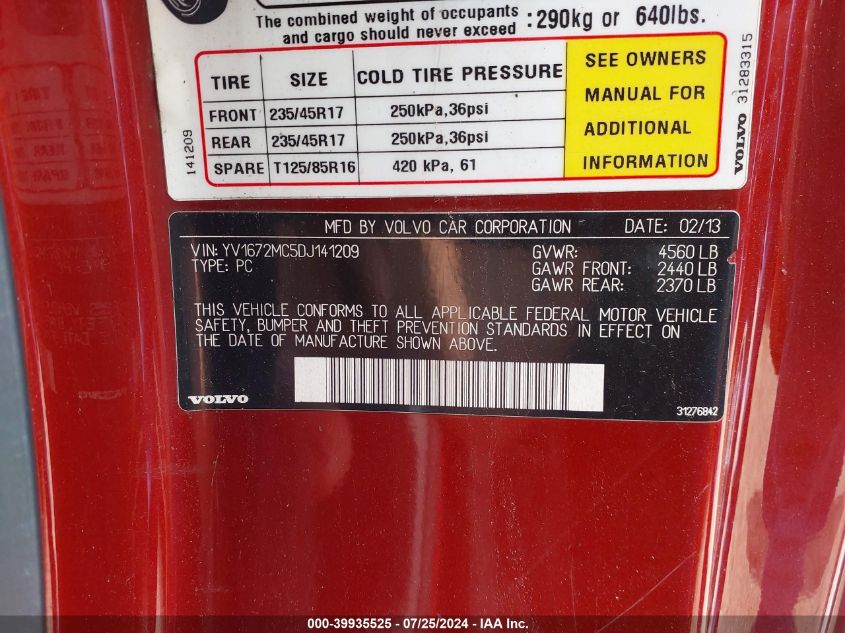 The combined weight of occupants
and cargo should never exceed : 290kg or 640lbs.
TIRE SIZE COLD TIRE PRESSURE
FRONT 235/45R17 250kPa,36psi
REAR 235/45R17 250kPa,36psi
SPARE T125/85R16 420 kPa, 61
SEE OWNERS
MANUAL FOR
ADDITIONAL
INFORMATION
141209
VOLVO 31283315
MFD BY VOLVO CAR CORPORATION DATE: 02/13
VIN: YV1672MC5DJ141209 GVWR: 4560 LB
TYPE: PC GAWR FRONT: 2440 LB
GAWR REAR: 2370 LB
THIS VEHICLE CONFORMS TO ALL APPLICABLE FEDERAL MOTOR VEHICLE
SAFETY, BUMPER AND THEFT PREVENTION STANDARDS IN EFFECT ON
THE DATE OF MANUFACTURE SHOWN ABOVE.
VOLVO 31276842
000-39935525 - 07/25/2024 - IAA Inc.